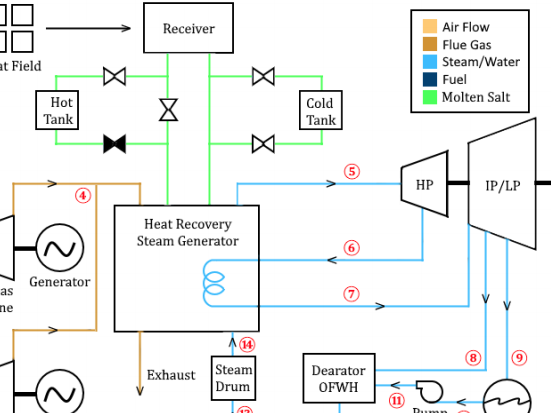 Receiver
at Field
Hot
Tank
Cold
Tank
Air Flow
Flue Gas
Steam/Water
Fuel
Molten Salt
④
⑤
HP
IP/LP
Heat Recovery
Steam Generator
⑥
Generator
as
ne
⑦
⑭
⑧
⑨
Exhaust
Steam
Drum
Dearator
OFWH
⑪
Pump